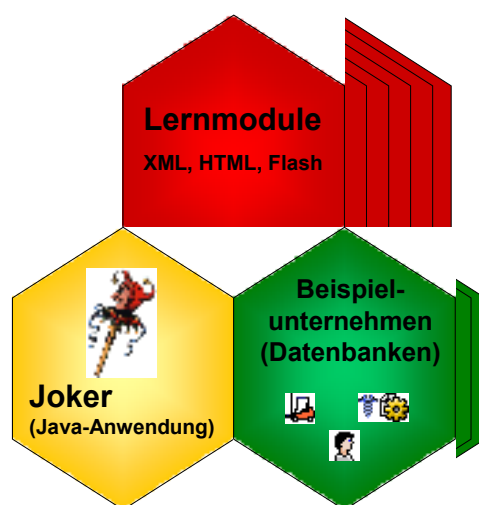 Lernmodule
XML, HTML, Flash
Beispiel-
unternehmen
(Datenbanken)
Joker
(Java-Anwendung)